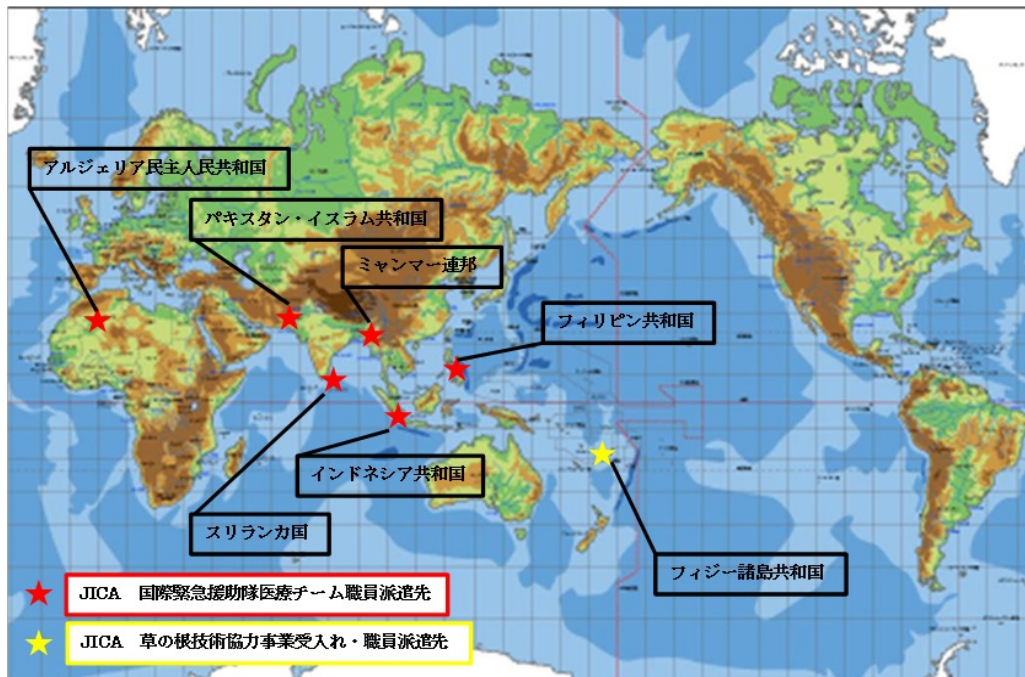 アルジェリア民主人民共和国
パキスタン・イスラム共和国
ミャンマー連邦
フィリピン共和国
インドネシア共和国
スリランカ国
フィジー諸島共和国
JICA 国際緊急援助隊医療チーム職員派遣先
JICA 草の根技術協力事業受入れ・職員派遣先